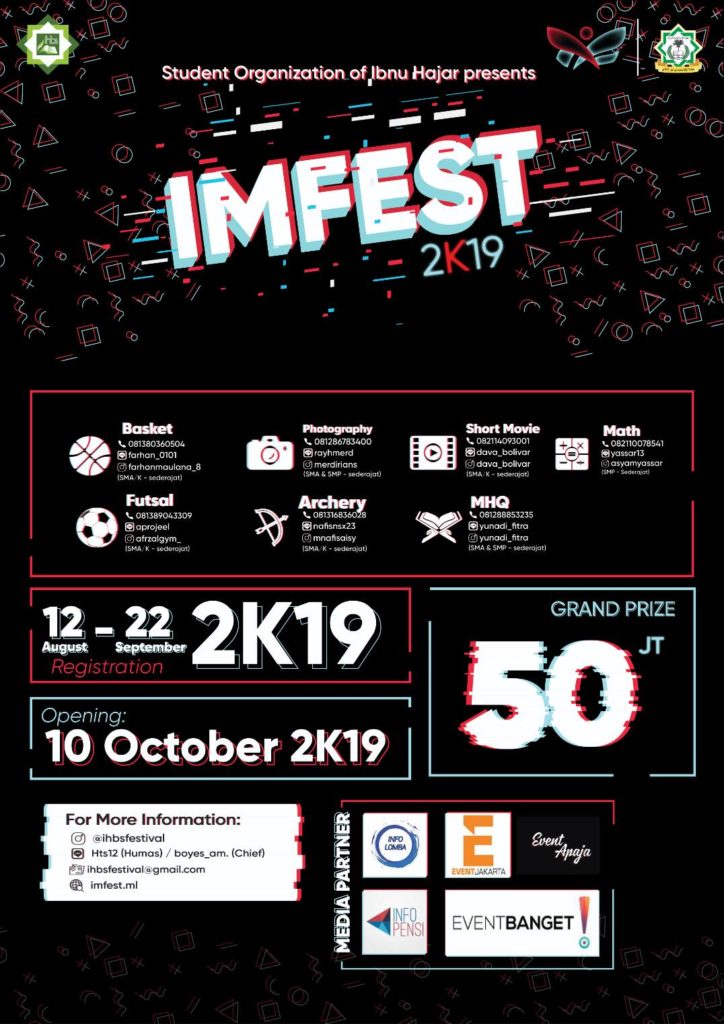 Student Organization of Ibnu Hajar presents
IMFEST
2K19
Basket
081380360504
farhan_0101
farhanmaulana_8
(SMA/K - sederajat)
Photography
081286783400
rayhmerd
merdirians
(SMA & SMP - sederajat)
Short Movie
082114093001
dava_bolivar
dava_bolivar
(SMA/K - sederajat)
Math
082110078541
yassar13
asyamyassar
(SMP - Sederajat)
Futsal
081389043309
aprojeel
afrzalgym_
(SMA/K - sederajat)
Archery
081316836028
nafisnsx23
mnafisaisy
(SMA/K - sederajat)
MHQ
081288853235
yunadi_fitra
yunadi_fitra
(SMA & SMP - sederajat)
12 – 22 2K19
August September
Registration
GRAND PRIZE
50 JT
Opening:
10 October 2K19
For More Information:
@ihbsfestival
Hts12 (Humas) / boyes_am. (Chief)
ihbsfestival@gmail.com
imfest.ml
MEDIA PARTNER
INFO
LOMBA
EVENTJAKARTA
Event
Apaja
INFO
PENSI
EVENTBANGET!